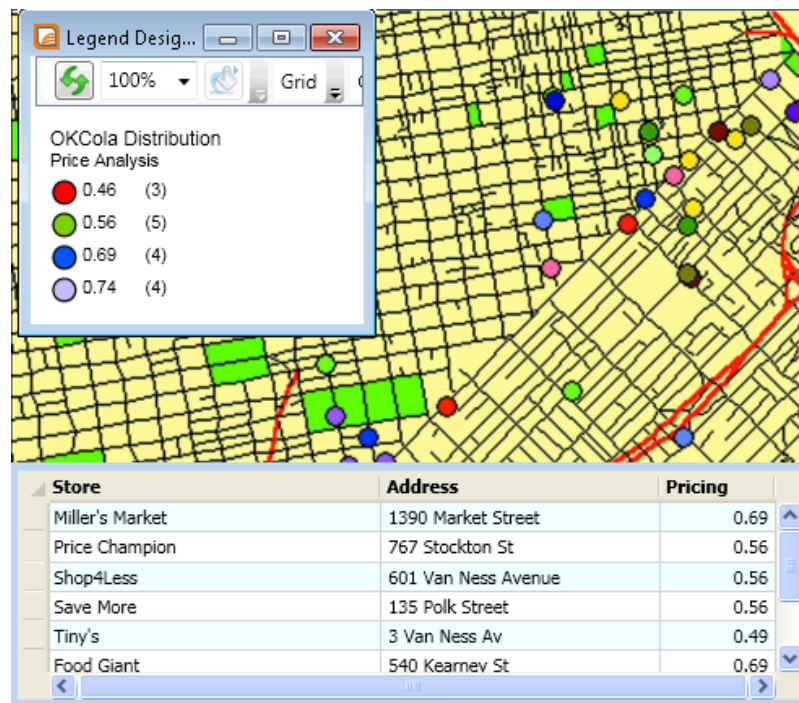 Legend Desig...
100% Grid
OKCola Distribution
Price Analysis
0.46 (3)
0.56 (5)
0.69 (4)
0.74 (4)
Store Address Pricing
Miller's Market 1390 Market Street 0.69
Price Champion 767 Stockton St 0.56
Shop4Less 601 Van Ness Avenue 0.56
Save More 135 Polk Street 0.56
Tiny's 3 Van Ness Av 0.49
Food Giant 540 Kearney St 0.69